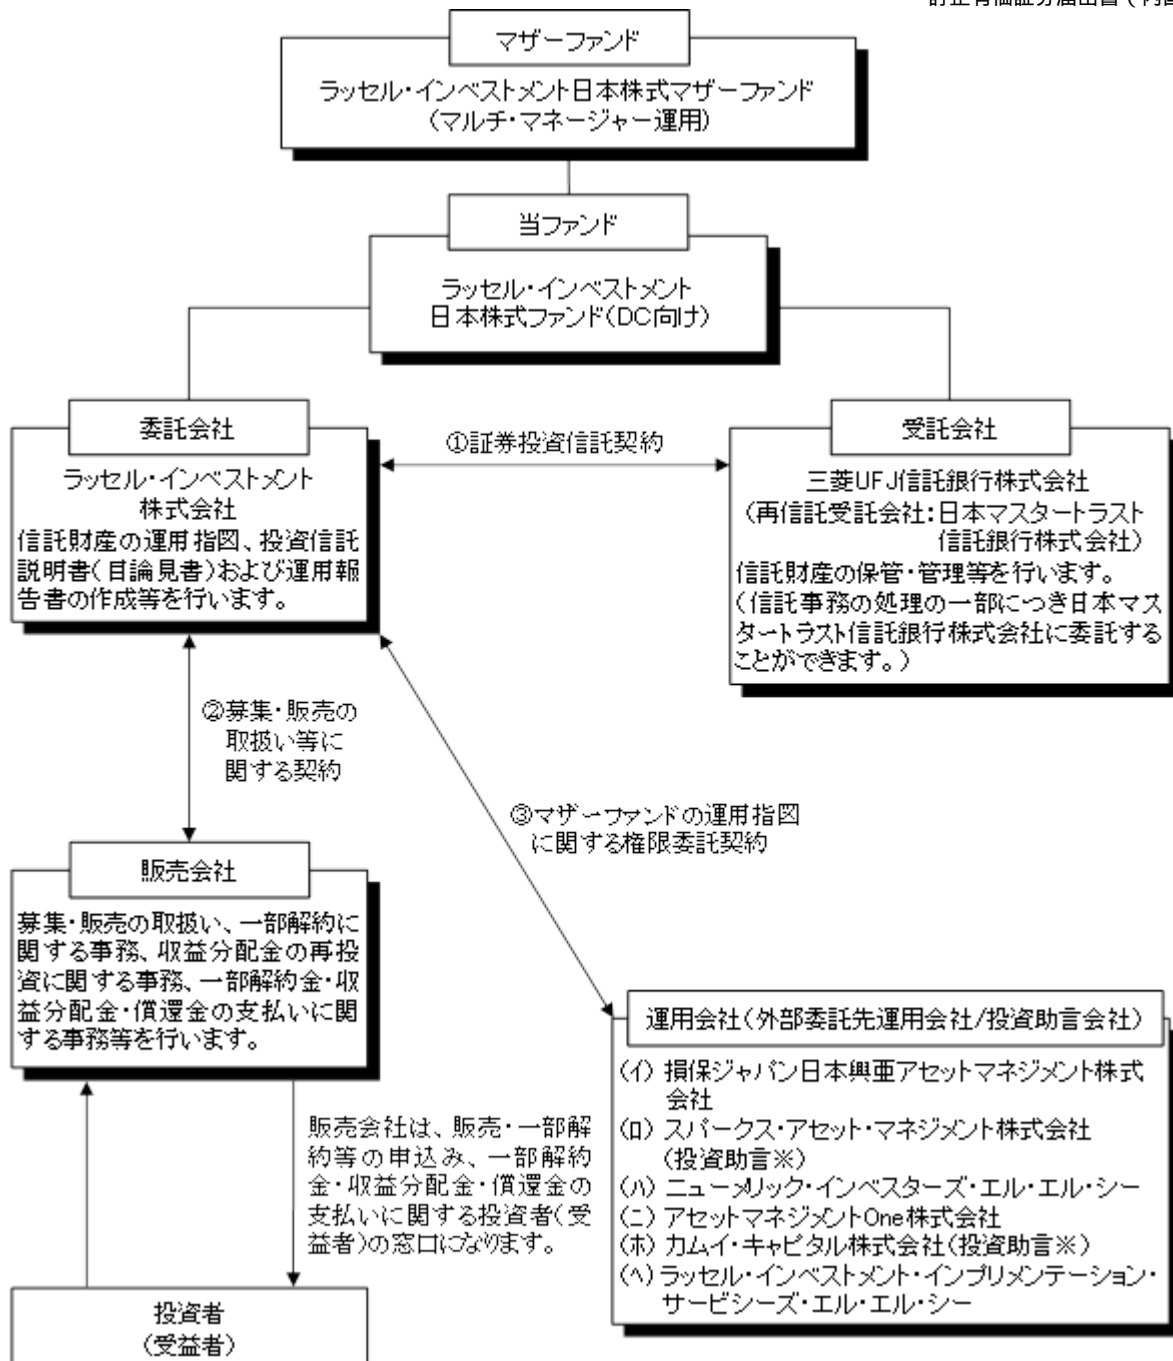 マザーファンド
ラッセル・インベストメント日本株式マザーファンド
(マルチ・マネージャー運用)
当ファンド
ラッセル・インベストメント
日本株式ファンド(DC向け)
委託会社
ラッセル・インベストメント
株式会社
信託財産の運用指図、投資信託
説明書(目論見書)および運用報
告書の作成等を行います。
①証券投資信託契約
受託会社
三菱UFJ信託銀行株式会社
(再信託受託会社:日本マスタートラスト
信託銀行株式会社)
信託財産の保管・管理等を行います。
(信託事務の処理の一部につき日本マス
タートラスト信託銀行株式会社に委託する
ことができます。)
②募集・販売の
取扱い等に
関する契約
③マザーファンドの運用指図
に関する権限委託契約
販売会社
募集・販売の取扱い、一部解約に
関する事務、収益分配金の再投
資に関する事務、一部解約金・収
益分配金・償還金の支払いに関
する事務等を行います。
販売会社は、販売・一部解
約等の申込み、一部解約
金・収益分配金・償還金の
支払いに関する投資者(受
益者)の窓口になります。
投資者
(受益者)
運用会社(外部委託先運用会社/投資助言会社)
(イ) 損保ジャパン日本興亜アセットマネジメント株式
会社
(ロ) スパークス・アセット・マネジメント株式会社
(投資助言※)
(ハ) ニューメリック・インベスターズ・エル・エル・シー
(ニ) アセットマネジメントOne株式会社
(ホ) カムイ・キャピタル株式会社(投資助言※)
(ヘ) ラッセル・インベストメント・インプリメンテーション・
サービシーズ・エル・エル・シー